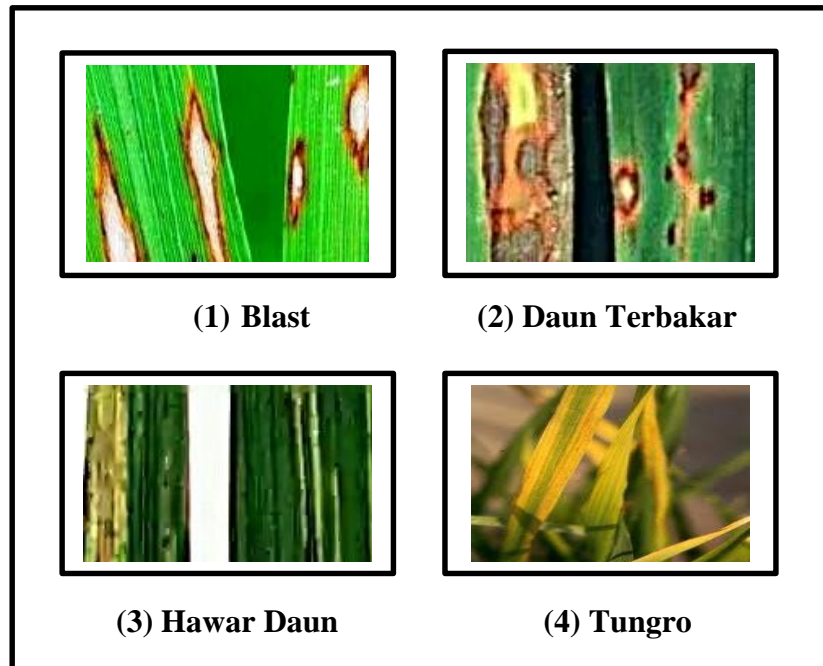 (1) Blast
(2) Daun Terbakar
(3) Hawar Daun
(4) Tungro